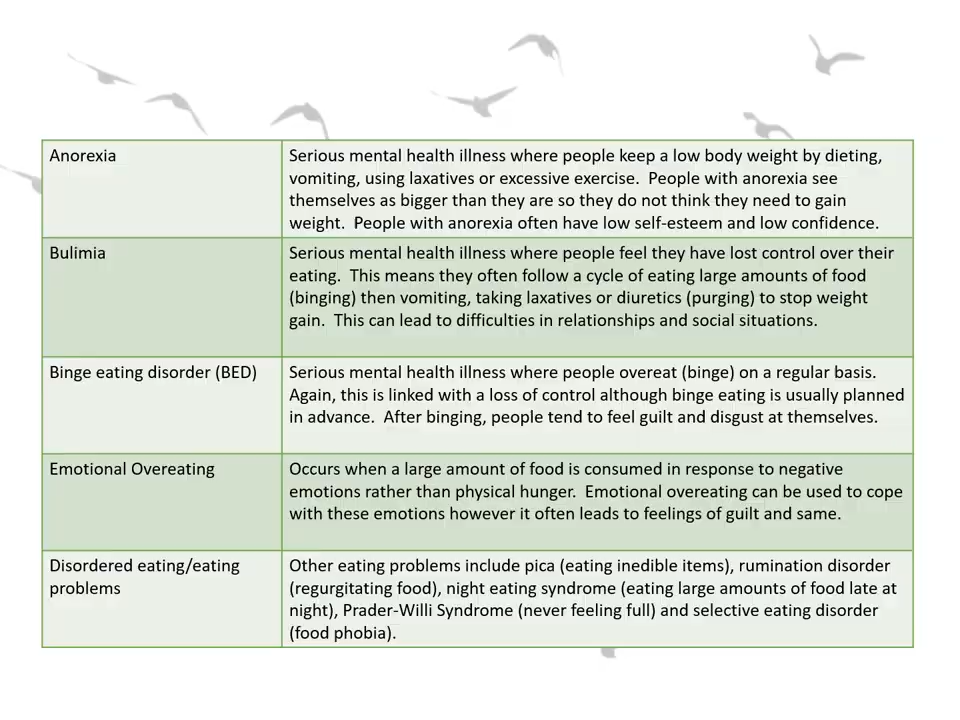 Anorexia
Serious mental health illness where people keep a low body weight by dieting,
vomiting, using laxatives or excessive exercise.  People with anorexia see
themselves as bigger than they are so they do not think they need to gain
weight.  People with anorexia often have low self-esteem and low confidence.
Bulimia
Serious mental health illness where people feel they have lost control over their
eating.  This means they often follow a cycle of eating large amounts of food
(binging) then vomiting, taking laxatives or diuretics (purging) to stop weight
gain.  This can lead to difficulties in relationships and social situations.
Binge eating disorder (BED)
Serious mental health illness where people overeat (binge) on a regular basis.
Again, this is linked with a loss of control although binge eating is usually planned
in advance.  After binging, people tend to feel guilt and disgust at themselves.
Emotional Overeating
Occurs when a large amount of food is consumed in response to negative
emotions rather than physical hunger.  Emotional overeating can be used to cope
with these emotions however it often leads to feelings of guilt and same.
Disordered eating/eating
problems
Other eating problems include pica (eating inedible items), rumination disorder
(regurgitating food), night eating syndrome (eating large amounts of food late at
night), Prader-Willi Syndrome (never feeling full) and selective eating disorder
(food phobia).